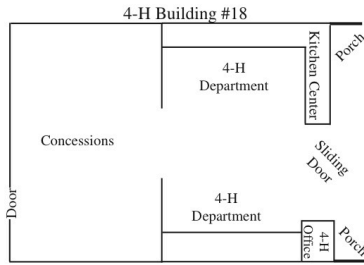 4-H Building #18
Kitchen Center
Porch
4-H
Department
Concessions
Sliding
Door
Door
4-H
Department
4-H
Office
Porch